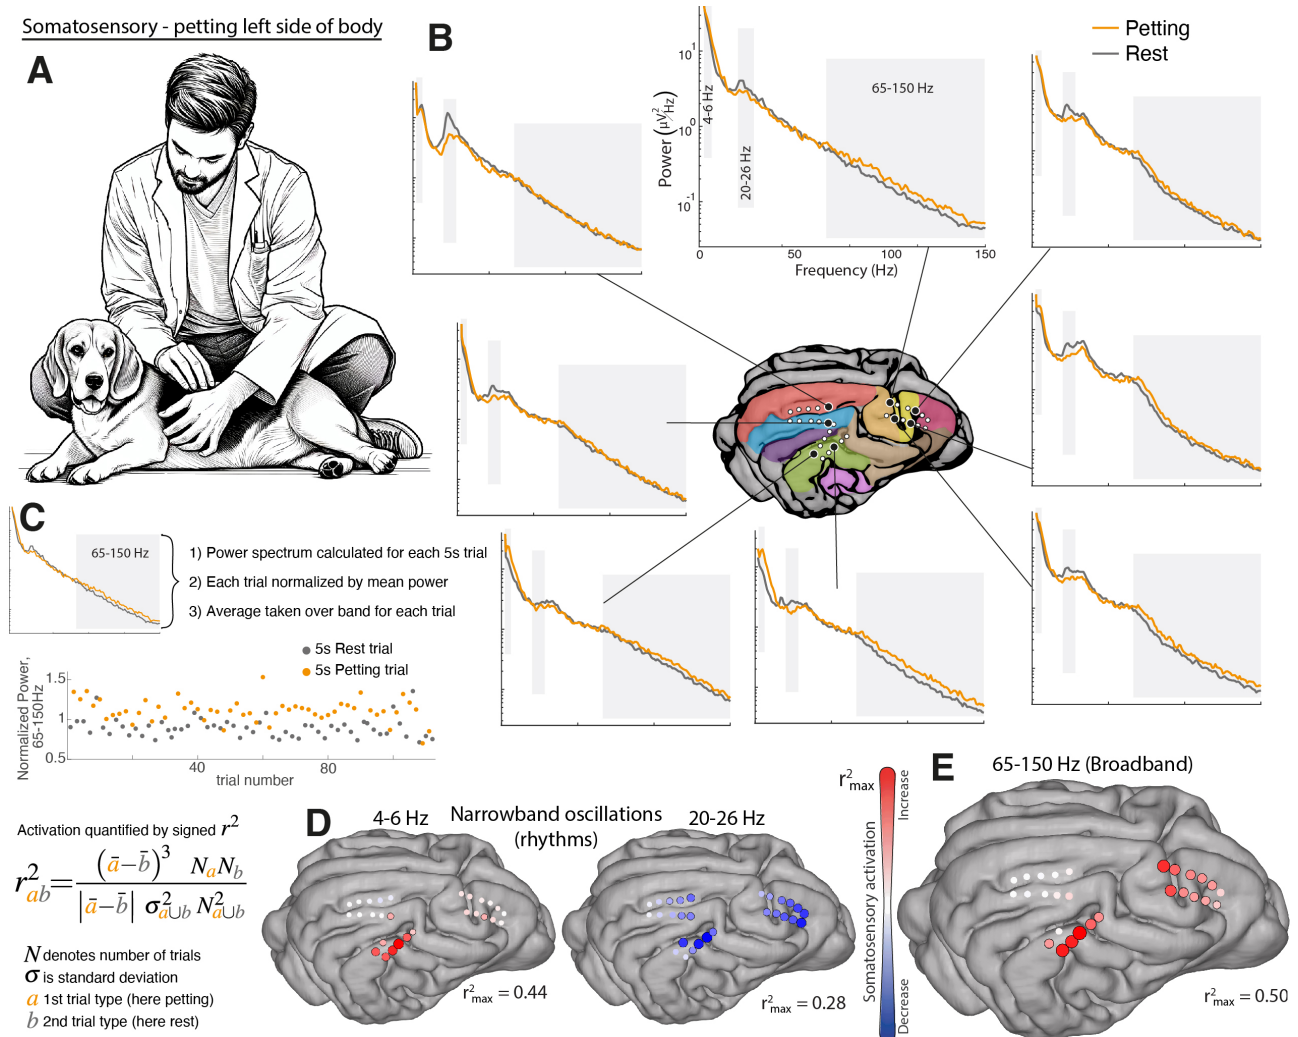 Somatosensory - petting left side of body
A
B
Petting
Rest
Power (μV²/Hz)
10¹
10⁰
10⁻¹
4-6 Hz
20-26 Hz
65-150 Hz
0
50
100
150
Frequency (Hz)
C
65-150 Hz
1) Power spectrum calculated for each 5s trial
2) Each trial normalized by mean power
3) Average taken over band for each trial
5s Rest trial
5s Petting trial
Normalized Power,
65-150Hz
1.5
1
0.5
40
80
trial number
Activation quantified by signed r²
r²ab = (ā−b̄)³ NaNb / |ā−b̄| σ²a∪b N²a∪b
N denotes number of trials
σ is standard deviation
a 1st trial type (here petting)
b 2nd trial type (here rest)
D
Narrowband oscillations
(rhythms)
4-6 Hz
20-26 Hz
r²max = 0.44
r²max = 0.28
r²max
Increase
Somatosensory activation
Decrease
E
65-150 Hz (Broadband)
r²max = 0.50